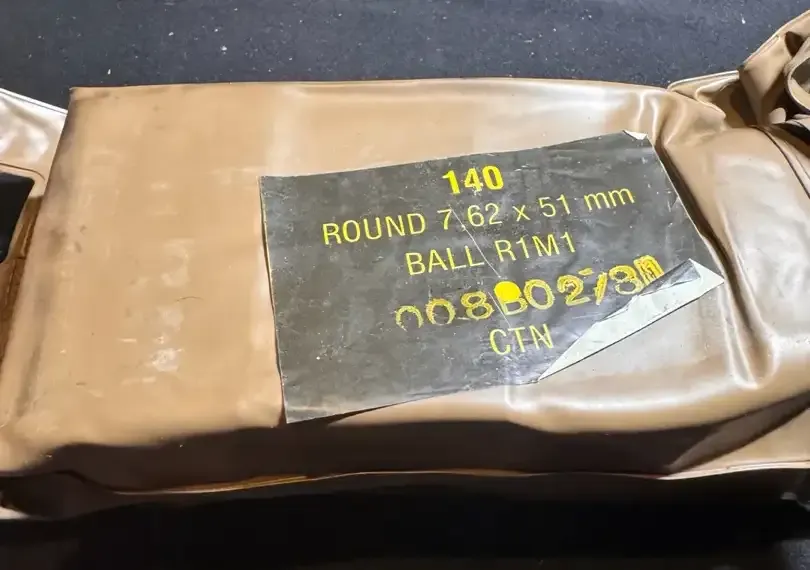 140
ROUND 7,62 x 51 mm
BALL R1M1
CTN